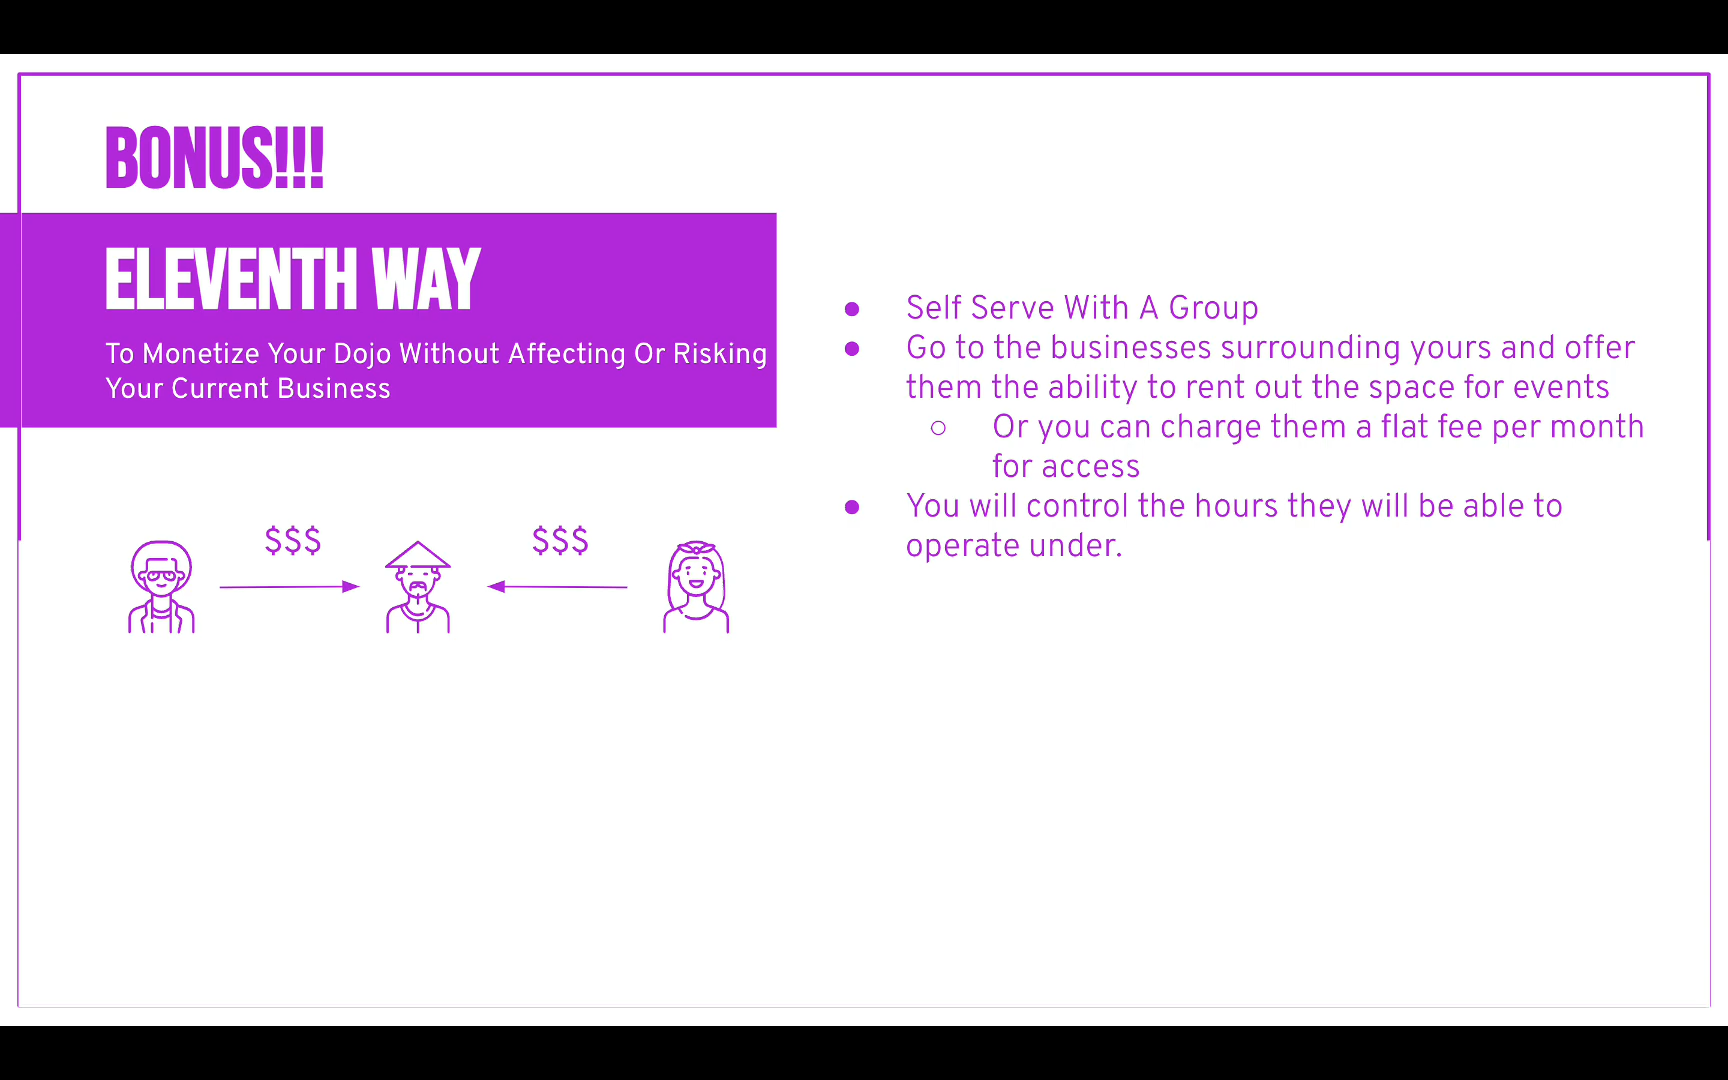 BONUS!!!
ELEVENTH WAY
To Monetize Your Dojo Without Affecting Or Risking
Your Current Business
$$$
$$$
● Self Serve With A Group
● Go to the businesses surrounding yours and offer
them the ability to rent out the space for events
○ Or you can charge them a flat fee per month
for access
● You will control the hours they will be able to
operate under.